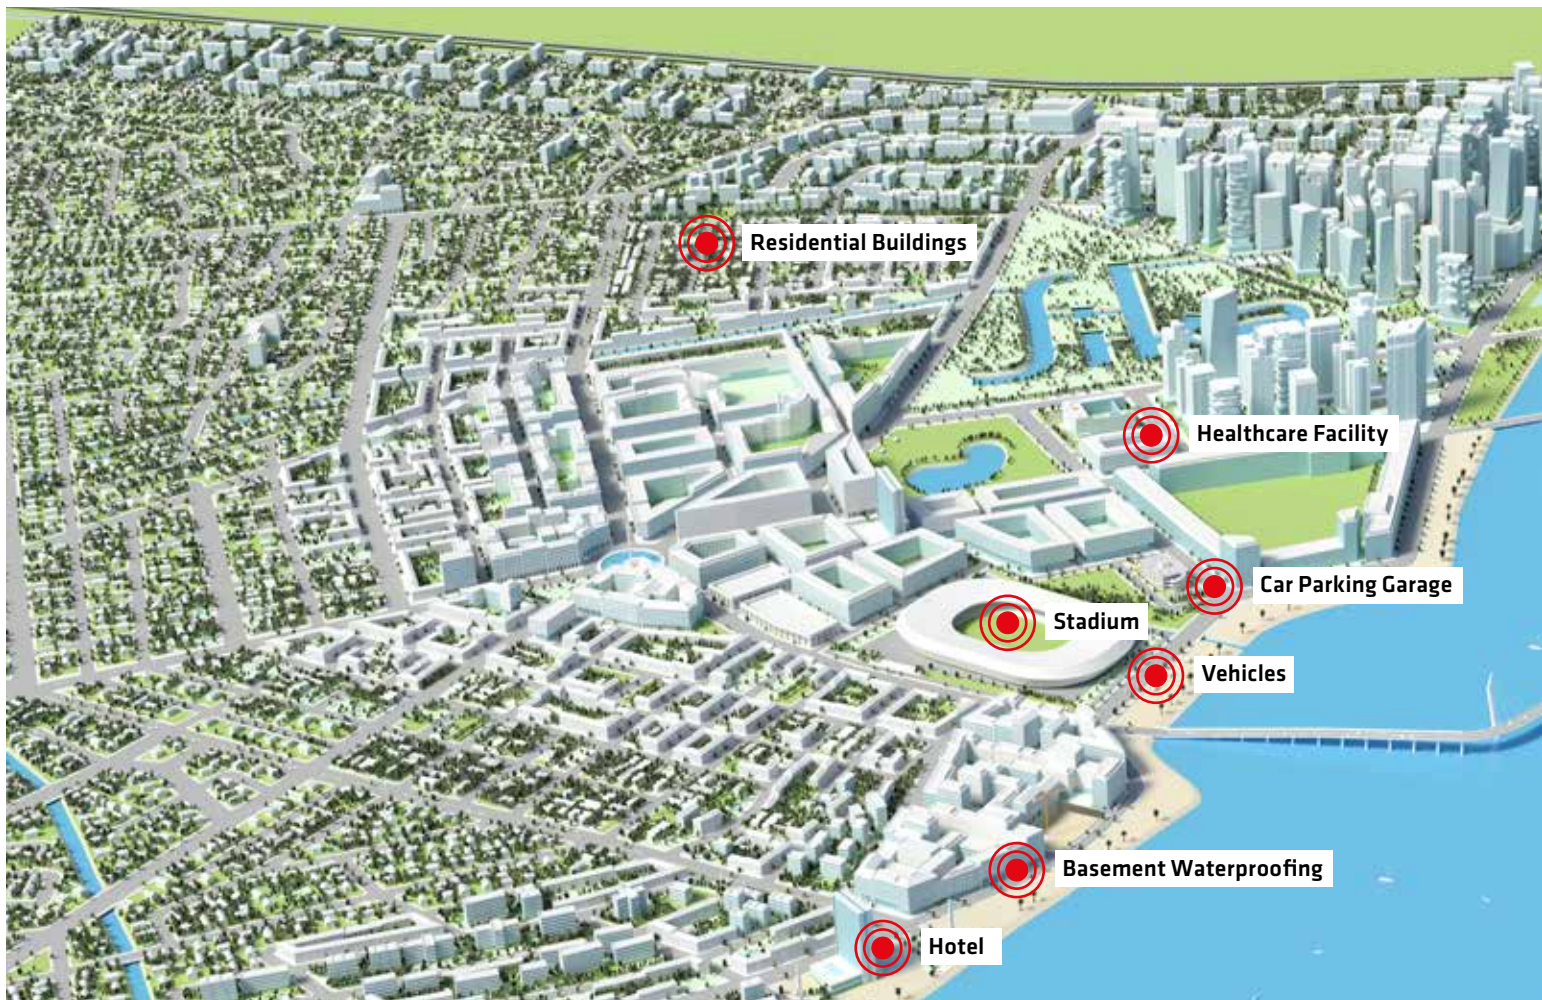 Residential Buildings
Healthcare Facility
Car Parking Garage
Stadium
Vehicles
Basement Waterproofing
Hotel